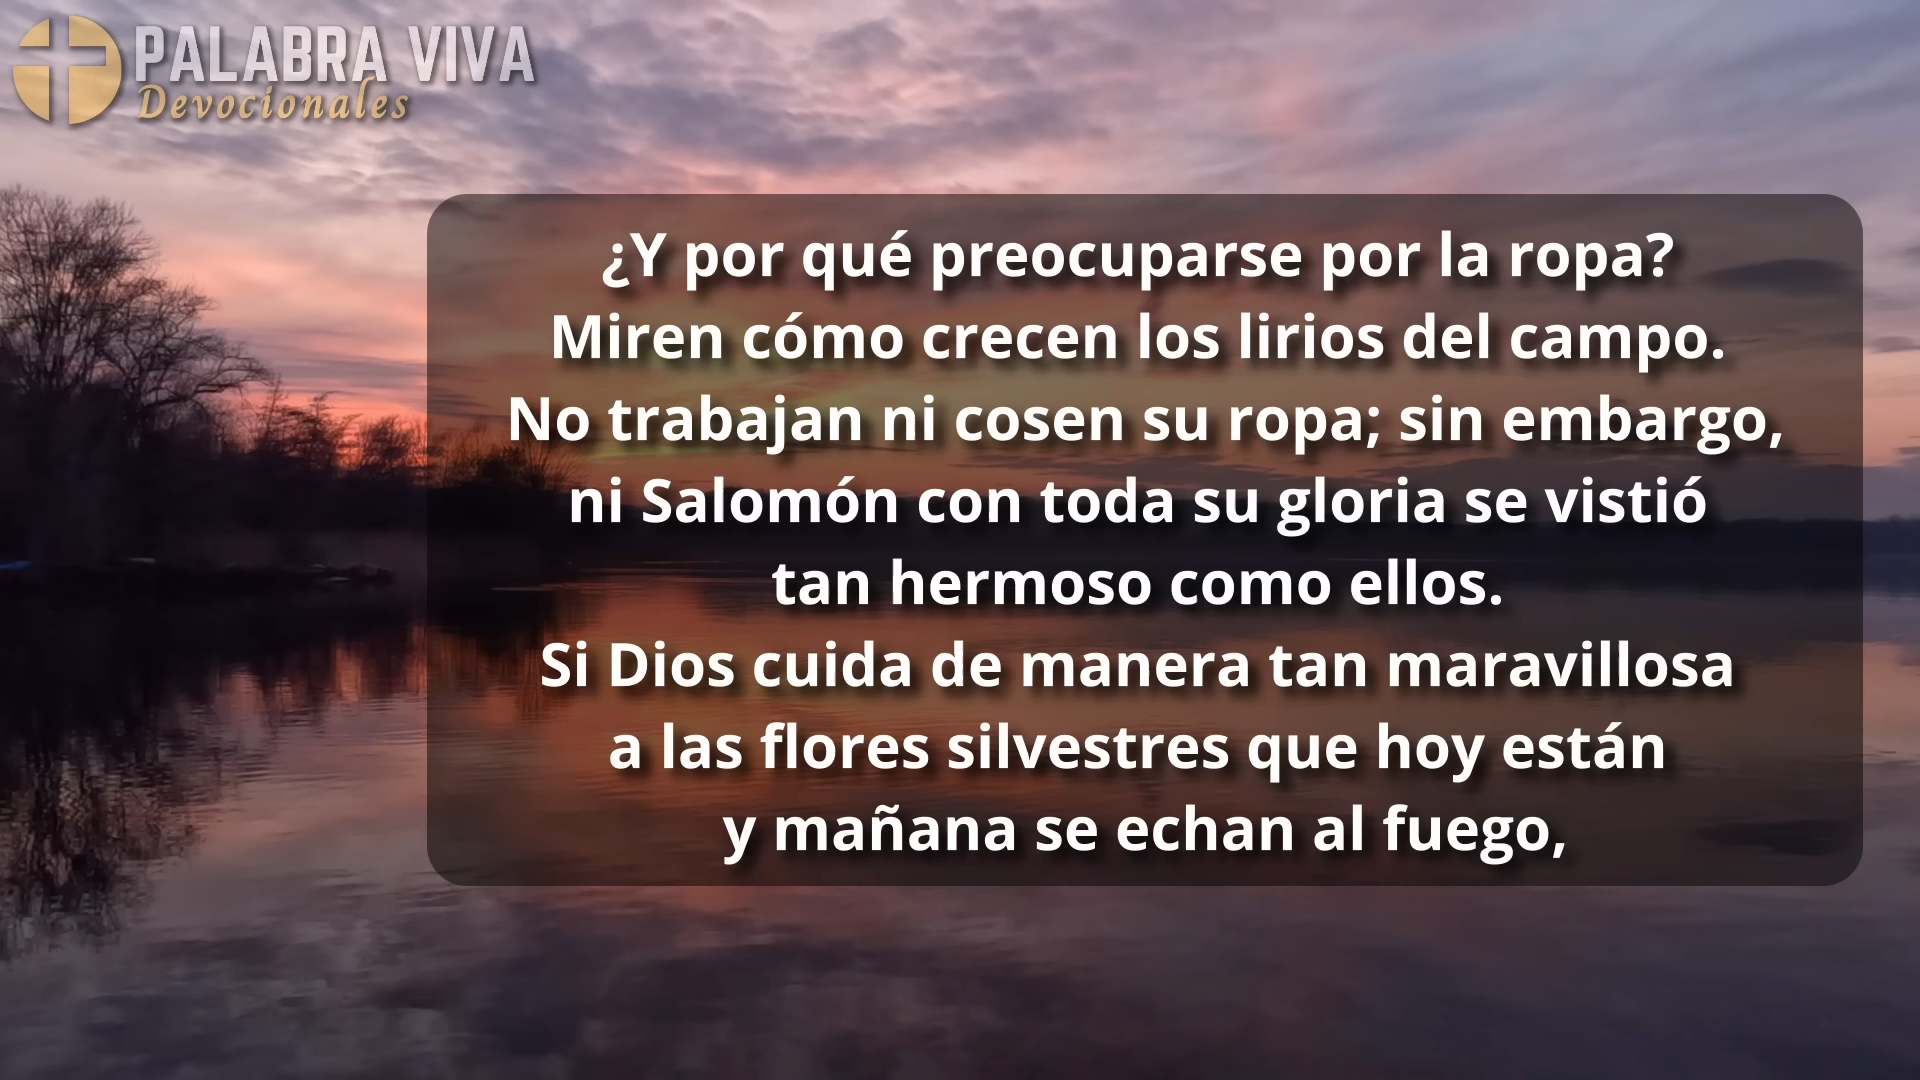 PALABRA VIVA
Devocionales
¿Y por qué preocuparse por la ropa?
Miren cómo crecen los lirios del campo.
No trabajan ni cosen su ropa; sin embargo,
ni Salomón con toda su gloria se vistió
tan hermoso como ellos.
Si Dios cuida de manera tan maravillosa
a las flores silvestres que hoy están
y mañana se echan al fuego,